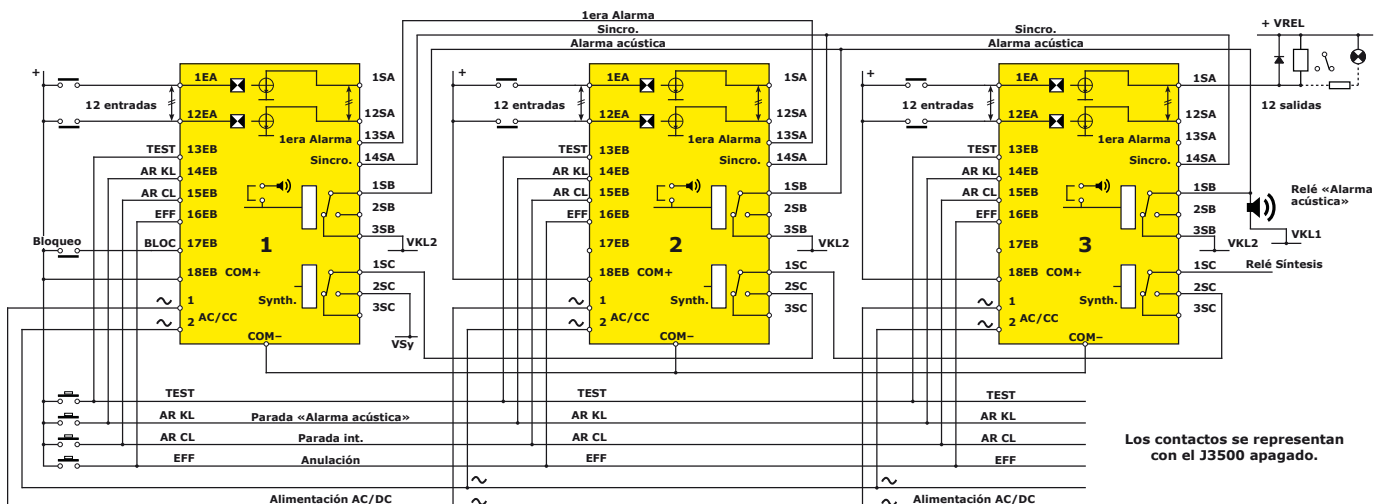 1era Alarma
Sincro.
Alarma acústica
Sincro.
Alarma acústica
+ VREL
+
12 entradas
1EA
12EA
1SA
12SA
13SA
14SA
1era Alarma
Sincro.
TEST
13EB
AR KL
14EB
AR CL
15EB
EFF
16EB
Bloqueo
BLOC
17EB
18EB COM+
1
1
2 AC/CC
COM–
Synth.
1SB
2SB
3SB
VKL2
1SC
2SC
3SC
VSy
+
12 entradas
1EA
12EA
1SA
12SA
13SA
14SA
1era Alarma
Sincro.
TEST
13EB
AR KL
14EB
AR CL
15EB
EFF
16EB
17EB
18EB COM+
2
1
2 AC/CC
COM–
Synth.
1SB
2SB
3SB
VKL2
1SC
2SC
3SC
+
12 entradas
1EA
12EA
1SA
12SA
13SA
14SA
12 salidas
1era Alarma
Sincro.
TEST
13EB
AR KL
14EB
AR CL
15EB
EFF
16EB
17EB
18EB COM+
3
1
2 AC/CC
COM–
Synth.
1SB
2SB
3SB
VKL2
Relé «Alarma
acústica»
VKL1
1SC
Relé Síntesis
2SC
3SC
TEST
TEST
TEST
AR KL
Parada «Alarma acústica»
AR KL
AR KL
AR CL
Parada int.
AR CL
AR CL
EFF
Anulación
EFF
EFF
Los contactos se representan
con el J3500 apagado.
Alimentación AC/DC
Alimentación AC/DC